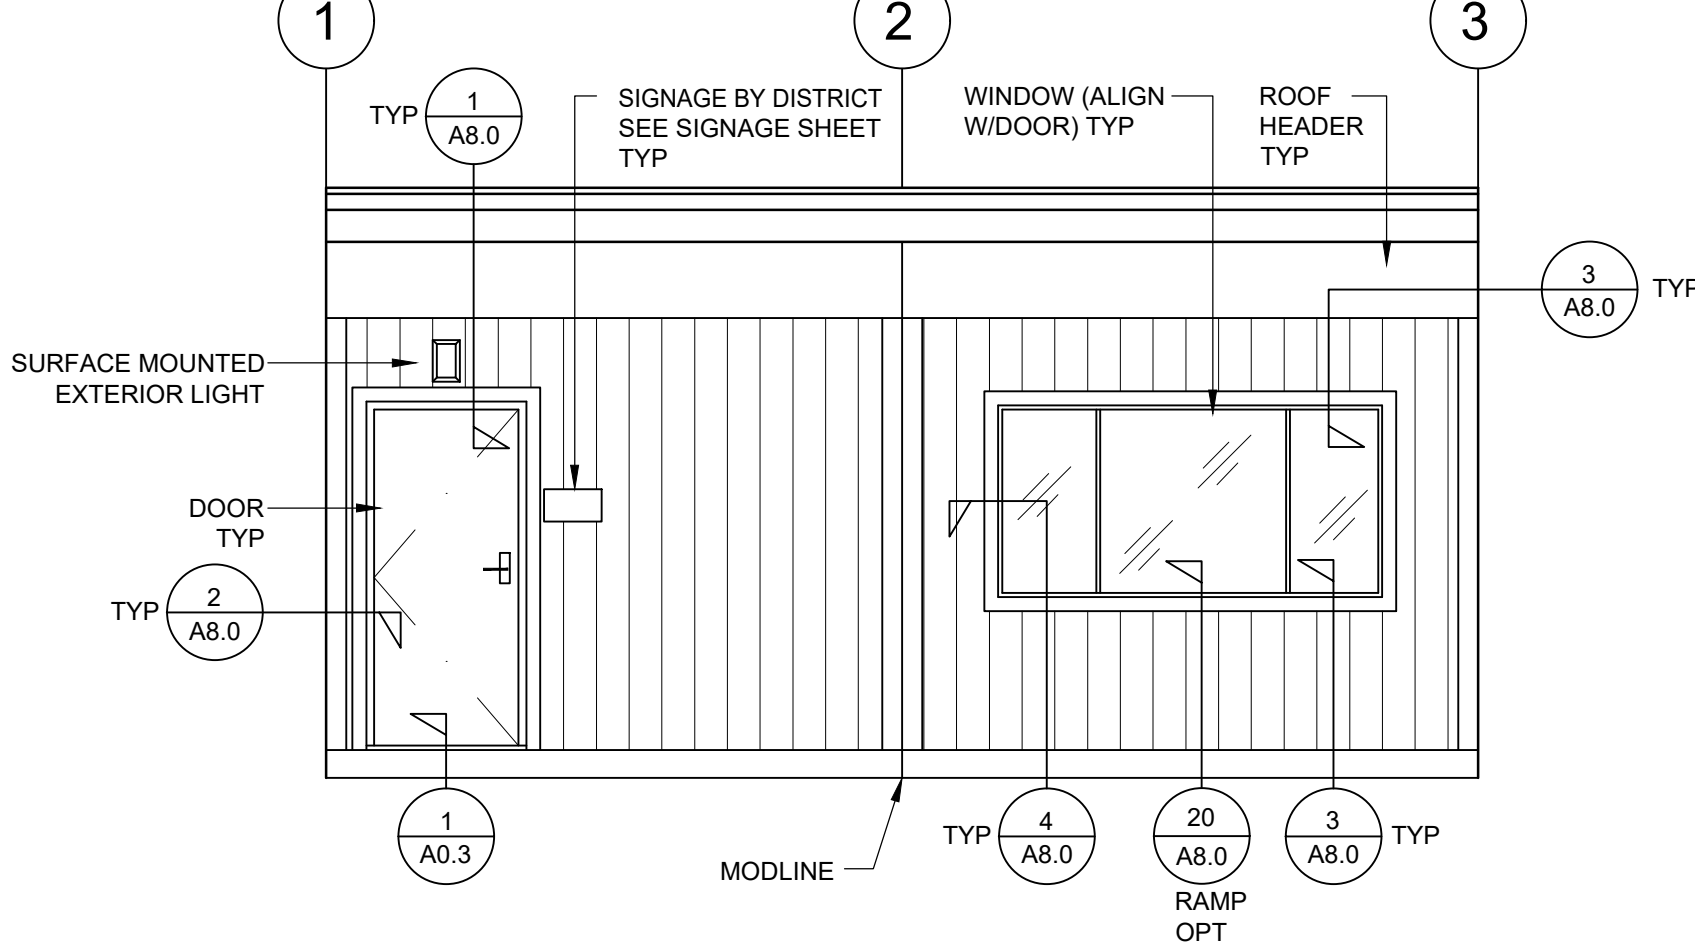 1
2
3
TYP
1
A8.0
SIGNAGE BY DISTRICT
SEE SIGNAGE SHEET
TYP
WINDOW (ALIGN
W/DOOR) TYP
ROOF
HEADER
TYP
3
A8.0
TYP
SURFACE MOUNTED
EXTERIOR LIGHT
DOOR
TYP
TYP
2
A8.0
1
A0.3
MODLINE
TYP
4
A8.0
20
A8.0
RAMP
OPT
3
A8.0
TYP